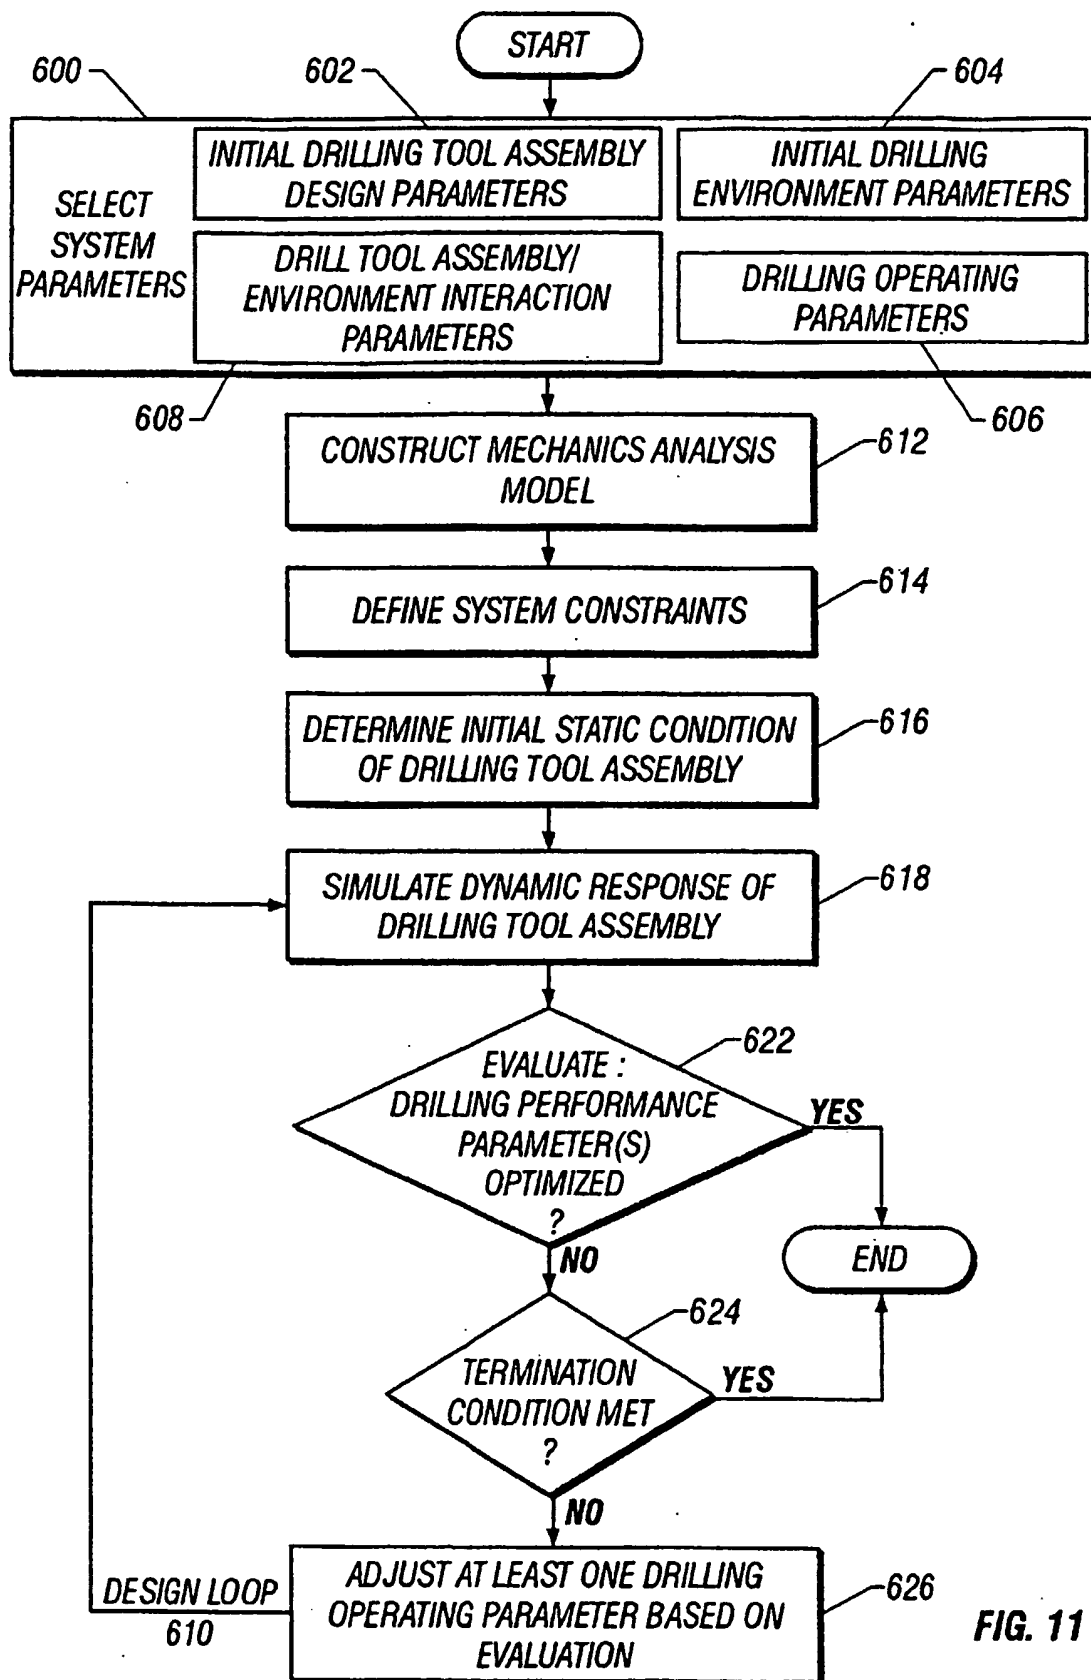 START
600
602
604
SELECT
SYSTEM
PARAMETERS
INITIAL DRILLING TOOL ASSEMBLY
DESIGN PARAMETERS
INITIAL DRILLING
ENVIRONMENT PARAMETERS
DRILL TOOL ASSEMBLY/
ENVIRONMENT INTERACTION
PARAMETERS
DRILLING OPERATING
PARAMETERS
608
606
CONSTRUCT MECHANICS ANALYSIS
MODEL
612
DEFINE SYSTEM CONSTRAINTS
614
DETERMINE INITIAL STATIC CONDITION
OF DRILLING TOOL ASSEMBLY
616
SIMULATE DYNAMIC RESPONSE OF
DRILLING TOOL ASSEMBLY
618
EVALUATE :
DRILLING PERFORMANCE
PARAMETER(S)
OPTIMIZED
?
622
YES
NO
END
TERMINATION
CONDITION MET
?
624
YES
NO
ADJUST AT LEAST ONE DRILLING
OPERATING PARAMETER BASED ON
EVALUATION
626
DESIGN LOOP
610
FIG. 11